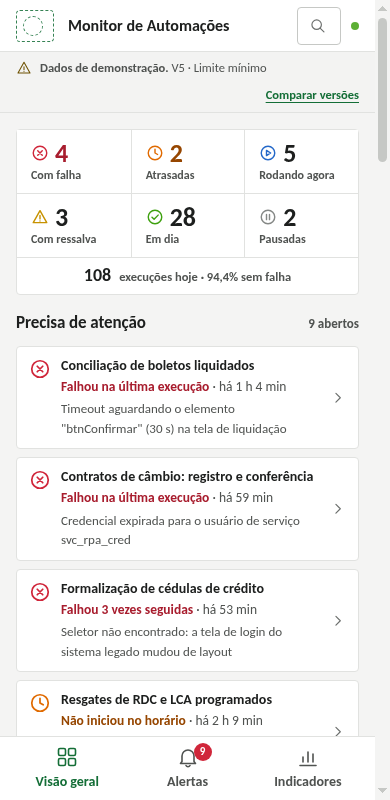 Monitor de Automações
Dados de demonstração. V5 · Limite mínimo
Comparar versões
4
Com falha
2
Atrasadas
5
Rodando agora
3
Com ressalva
28
Em dia
2
Pausadas
108 execuções hoje · 94,4% sem falha
Precisa de atenção
9 abertos
Conciliação de boletos liquidados
Falhou na última execução · há 1 h 4 min
Timeout aguardando o elemento
"btnConfirmar" (30 s) na tela de liquidação
Contratos de câmbio: registro e conferência
Falhou na última execução · há 59 min
Credencial expirada para o usuário de serviço
svc_rpa_cred
Formalização de cédulas de crédito
Falhou 3 vezes seguidas · há 53 min
Seletor não encontrado: a tela de login do
sistema legado mudou de layout
Resgates de RDC e LCA programados
Não iniciou no horário · há 2 h 9 min
9
Visão geral
Alertas
Indicadores